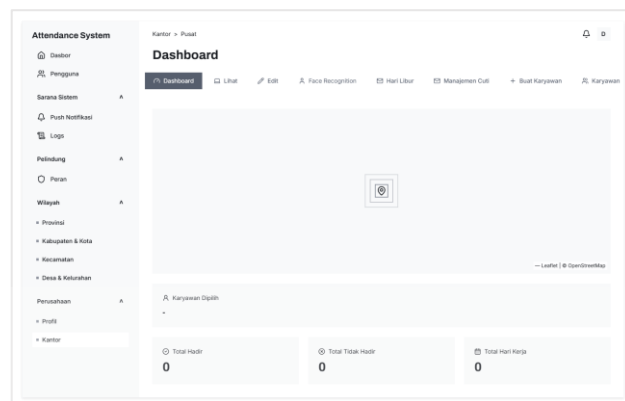 Attendance System
Dasbor
Pengguna
Sarana Sistem
Push Notifikasi
Logs
Pelindung
Peran
Wilayah
Provinsi
Kabupaten & Kota
Kecamatan
Desa & Kelurahan
Perusahaan
Profil
Kantor
Kantor > Pusat
D
Dashboard
Dashboard
Lihat
Edit
Face Recognition
Hari Libur
Manajemen Cuti
+ Buat Karyawan
Karyawan
— Leaflet | © OpenStreetMap
Karyawan Dipilih
-
Total Hadir
0
Total Tidak Hadir
0
Total Hari Kerja
0